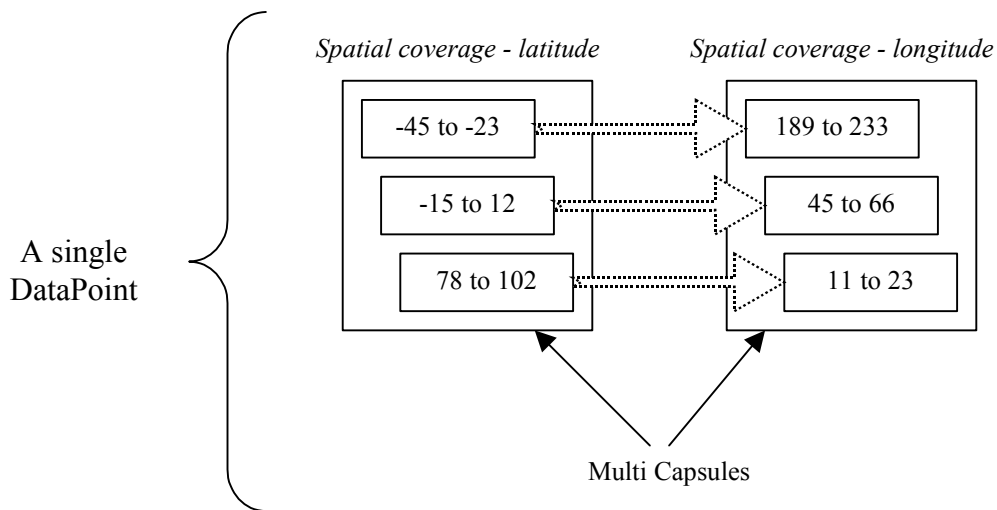 Spatial coverage - latitude
Spatial coverage - longitude
-45 to -23
189 to 233
-15 to 12
45 to 66
A single
DataPoint
78 to 102
11 to 23
Multi Capsules